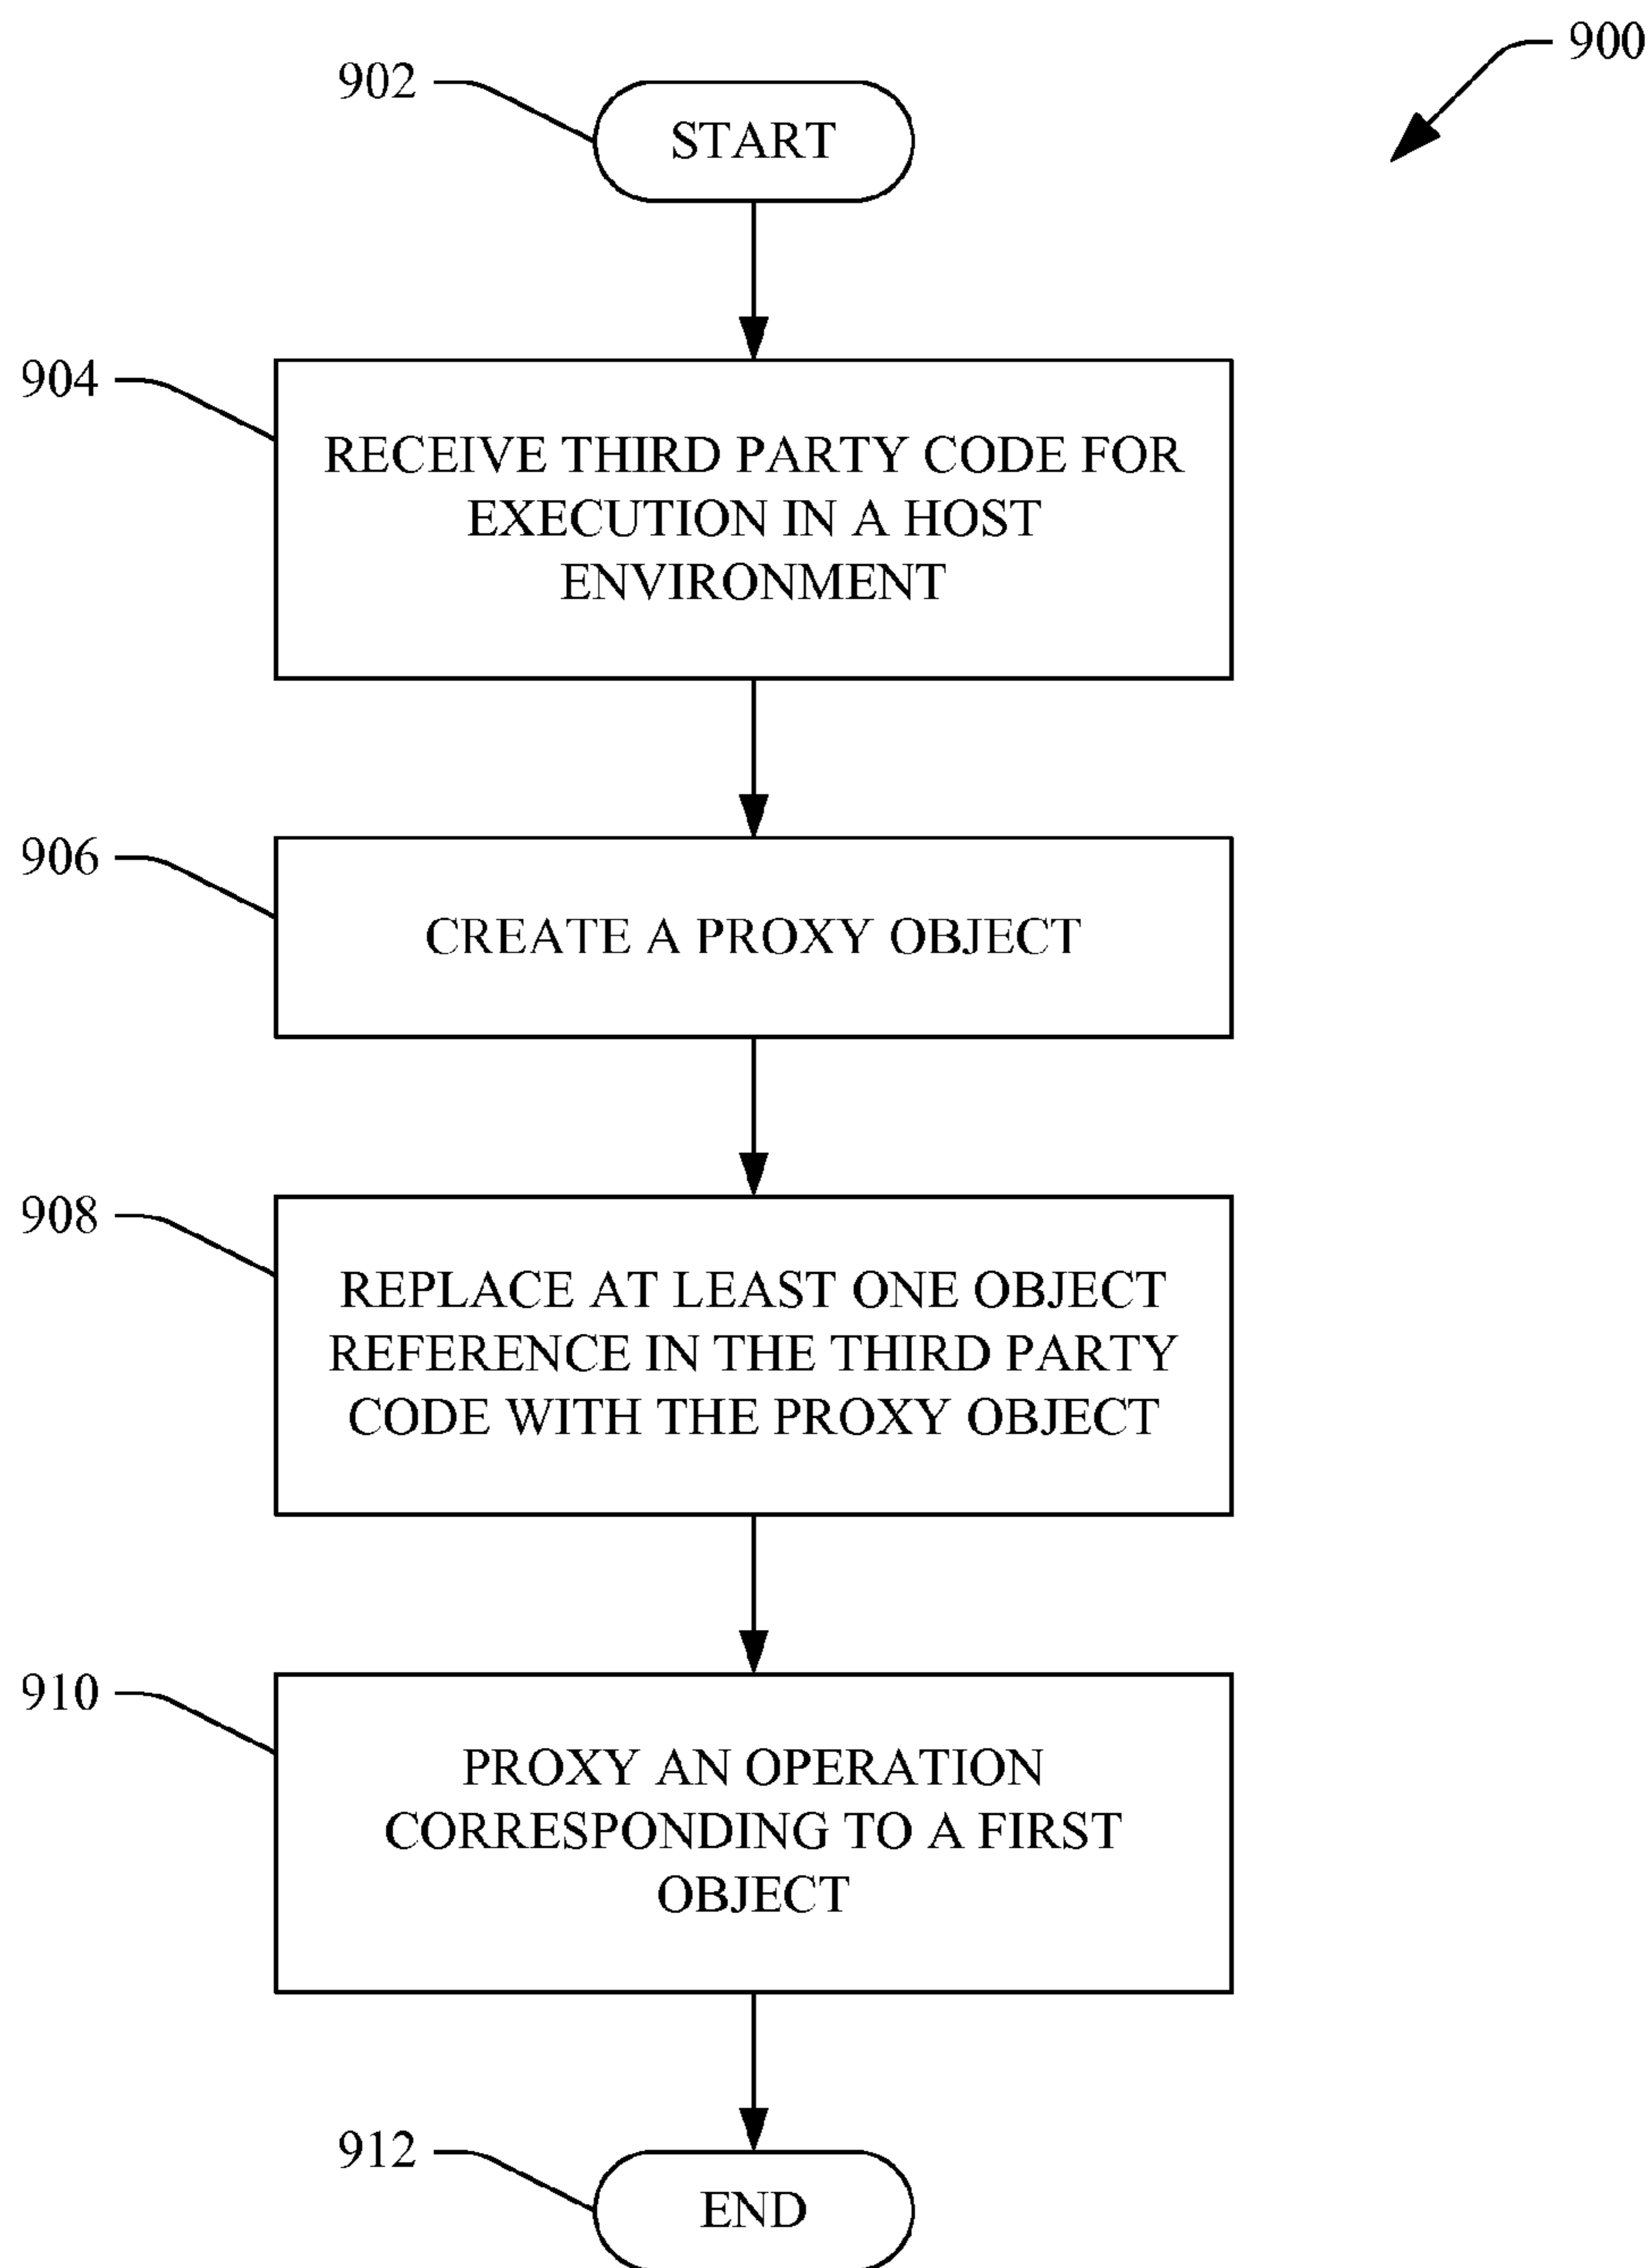 900
902
START
904
RECEIVE THIRD PARTY CODE FOR
EXECUTION IN A HOST
ENVIRONMENT
906
CREATE A PROXY OBJECT
908
REPLACE AT LEAST ONE OBJECT
REFERENCE IN THE THIRD PARTY
CODE WITH THE PROXY OBJECT
910
PROXY AN OPERATION
CORRESPONDING TO A FIRST
OBJECT
912
END